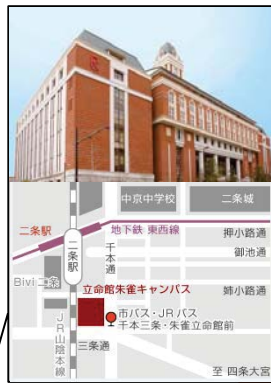 中京中学校
二条城
二条駅
地下鉄 東西線
押小路通
二条駅
千本通
御池通
Bivi 二条
立命館朱雀キャンパス
姉小路通
市バス・JRバス
千本三条・朱雀立命館前
JR山陰本線
三条通
至 四条大宮